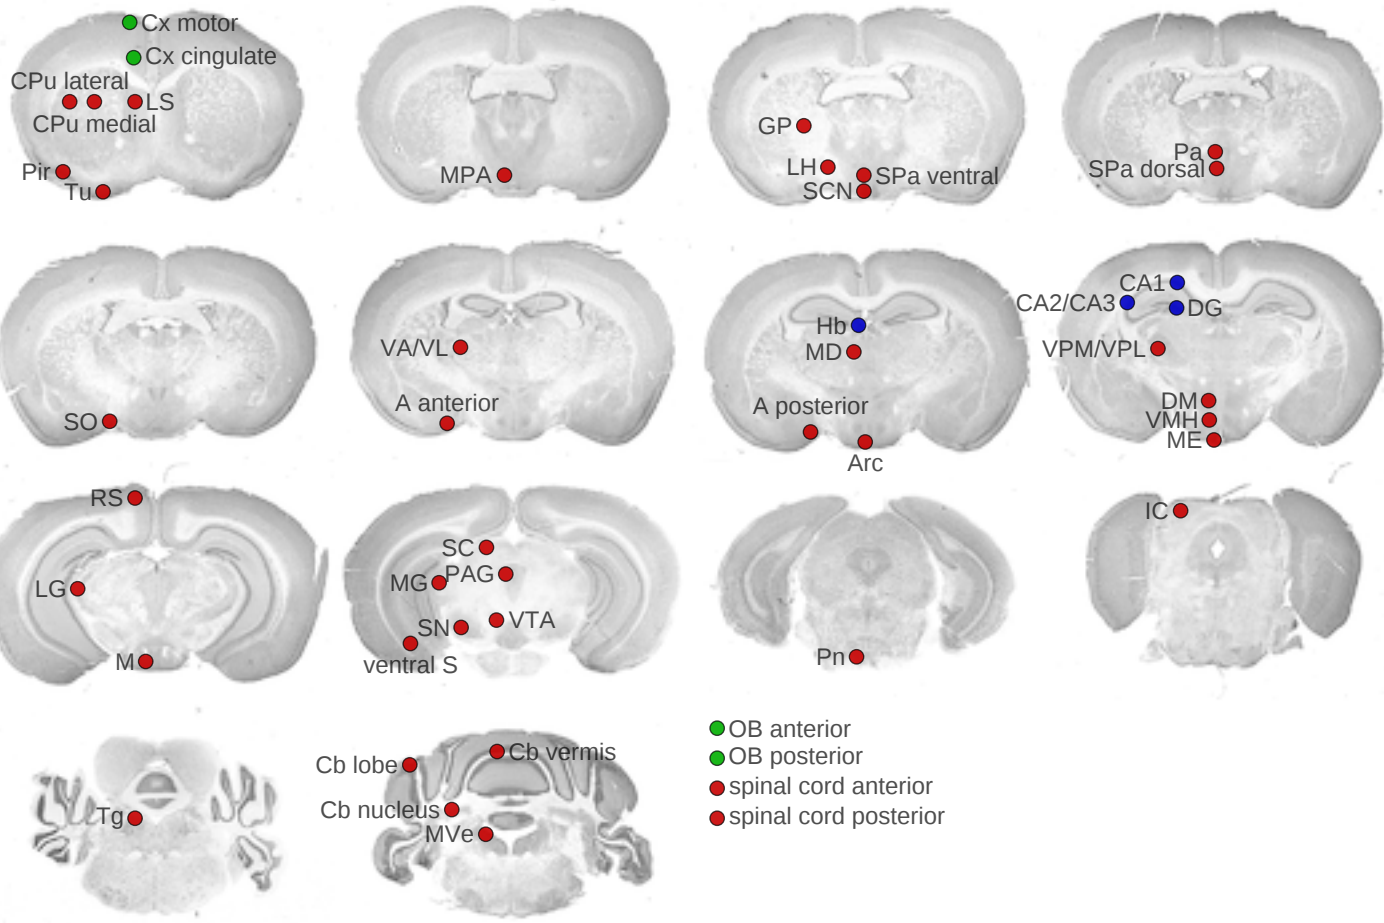 Cx motor
Cx cingulate
CPu lateral
LS
CPu medial
Pir
Tu
MPA
GP
LH
SPa ventral
SCN
Pa
SPa dorsal
SO
VA/VL
A anterior
Hb
MD
A posterior
Arc
CA1
CA2/CA3
DG
VPM/VPL
DM
VMH
ME
RS
LG
M
SC
MG
PAG
SN
VTA
ventral S
Pn
IC
Tg
Cb lobe
Cb vermis
Cb nucleus
MVe
OB anterior
OB posterior
spinal cord anterior
spinal cord posterior